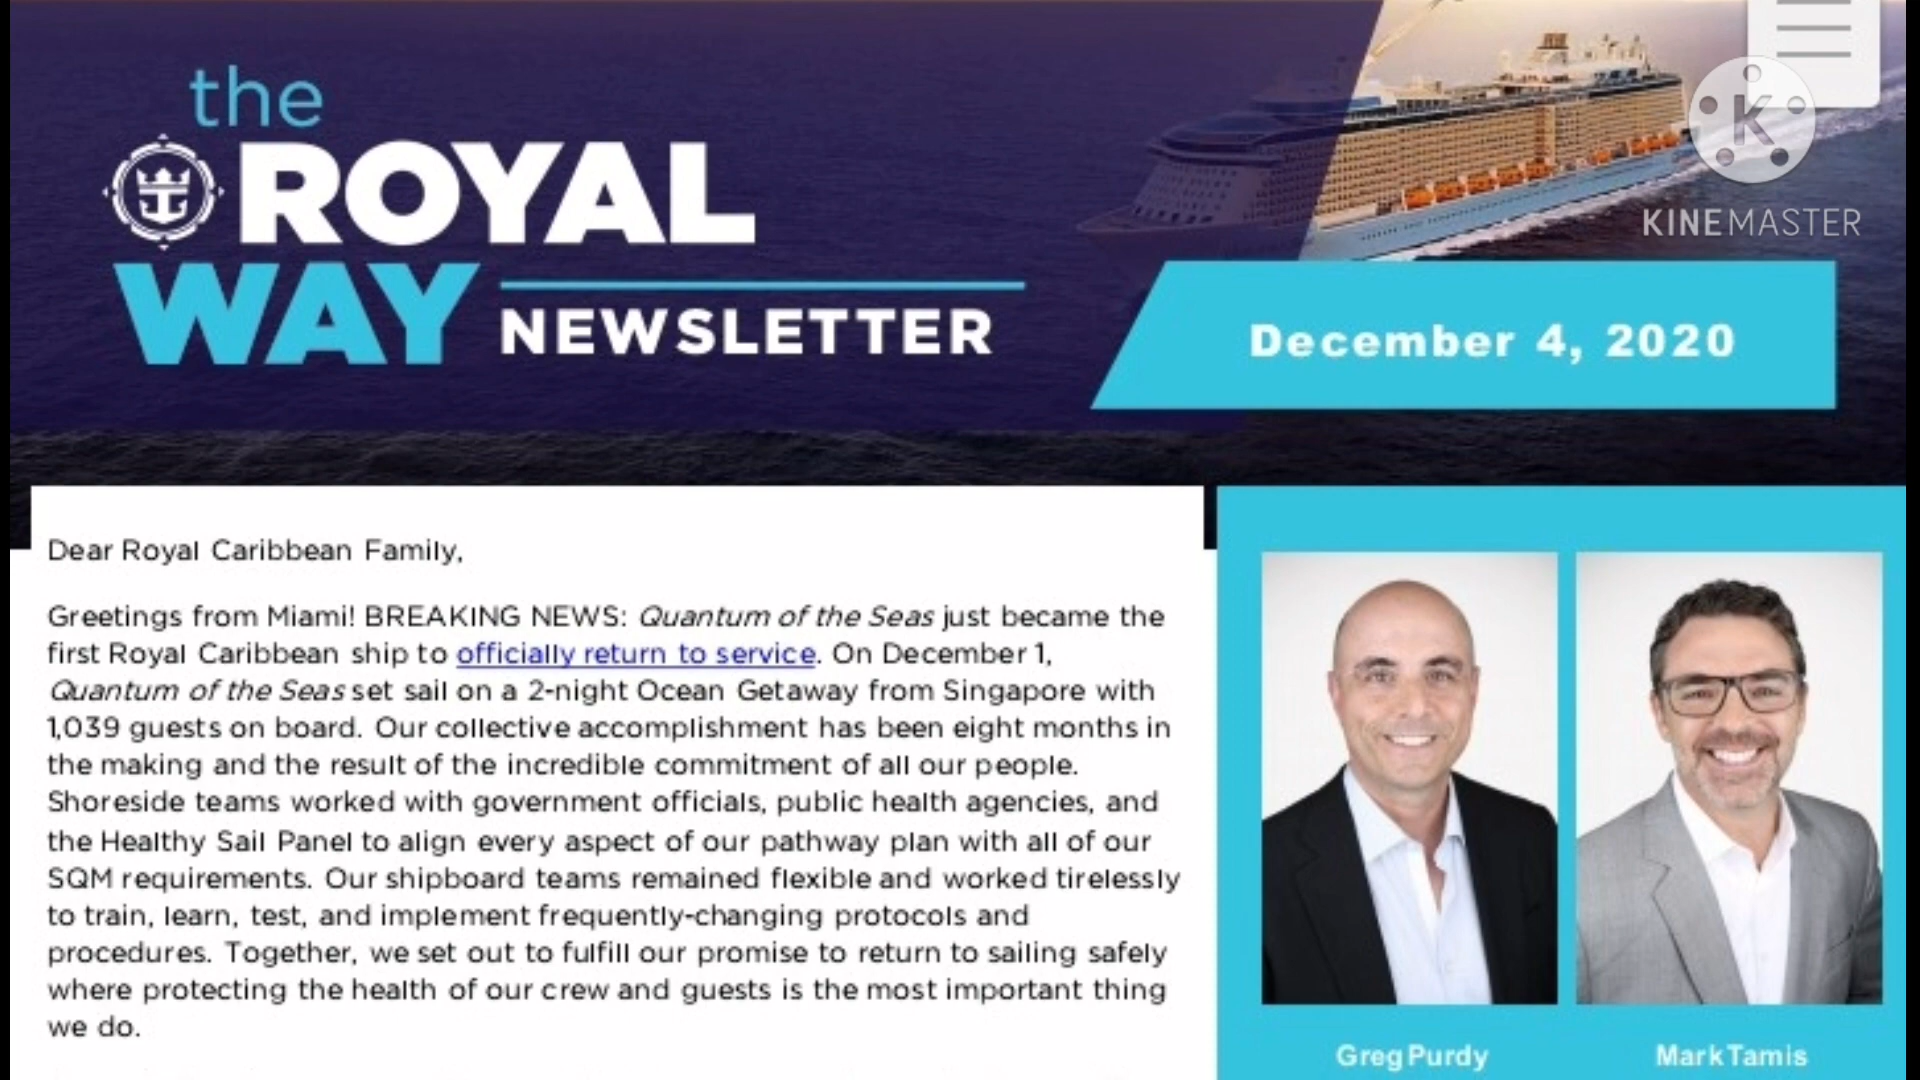 the
ROYAL
WAY NEWSLETTER
K
KINEMASTER
December 4, 2020
Dear Royal Caribbean Family,
Greetings from Miami! BREAKING NEWS: Quantum of the Seas just became the
first Royal Caribbean ship to officially return to service. On December 1,
Quantum of the Seas set sail on a 2-night Ocean Getaway from Singapore with
1,039 guests on board. Our collective accomplishment has been eight months in
the making and the result of the incredible commitment of all our people.
Shoreside teams worked with government officials, public health agencies, and
the Healthy Sail Panel to align every aspect of our pathway plan with all of our
SQM requirements. Our shipboard teams remained flexible and worked tirelessly
to train, learn, test, and implement frequently-changing protocols and
procedures. Together, we set out to fulfill our promise to return to sailing safely
where protecting the health of our crew and guests is the most important thing
we do.
Greg Purdy
Mark Tamis